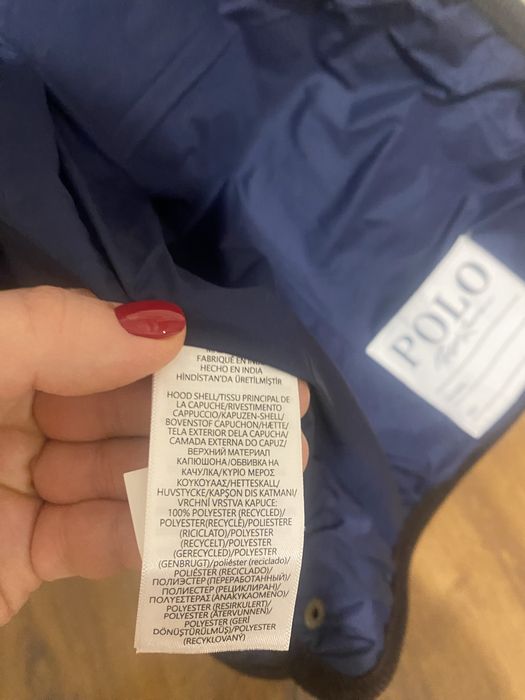 FABRIQUÉ EN INDE
HECHO EN INDIA
HİNDİSTAN'DA ÜRETİLMİŞTİR
HOOD SHELL/TISSU PRINCIPAL DE
LA CAPUCHE/RIVESTIMENTO
CAPPUCCIO/KAPUZEN-SHELL/
BOVENSTOF CAPUCHON/HÆTTE/
TELA EXTERIOR DELA CAPUCHA/
CAMADA EXTERNA DO CAPUZ/
ВЕРХНИЙ МАТЕРИАЛ
КАПЮШОНА/ОБВИВКА НА
КАЧУЛКА/ΚΥΡΙΟ ΜΕΡΟΣ
ΚΟΥΚΟΥΛΑΣ/HETTESKALL/
HUVSTYCKE/KAPŞON DIS KATMANI/
VRCHNÍ VRSTVA KAPUCE:
100% POLYESTER (RECYCLED)/
POLYESTER(RECYCLÉ)/POLIESTERE
(RICICLATO)/POLYESTER
(RECYCELT)/POLYESTER
(GERECYCLED)/POLYESTER
(GENBRUGT)/poliéster (reciclado)/
POLIÉSTER (RECICLADO)/
ПОЛИЭСТЕР (ПЕРЕРАБОТАННЫЙ)/
ПОЛИЕСТЕР (РЕЦИКЛИРАН)/
ΠΟΛΥΕΣΤΕΡΑΣ(ΑΝΑΚΥΚΛΩΜΕΝΟ)/
POLYESTER (RESIRKULERT)/
POLYESTER (ÅTERVUNNEN)/
POLYESTER (GERİ
DÖNÜŞTÜRÜLMÜŞ)/POLYESTER
(RECYKLOVANÝ)
POLO